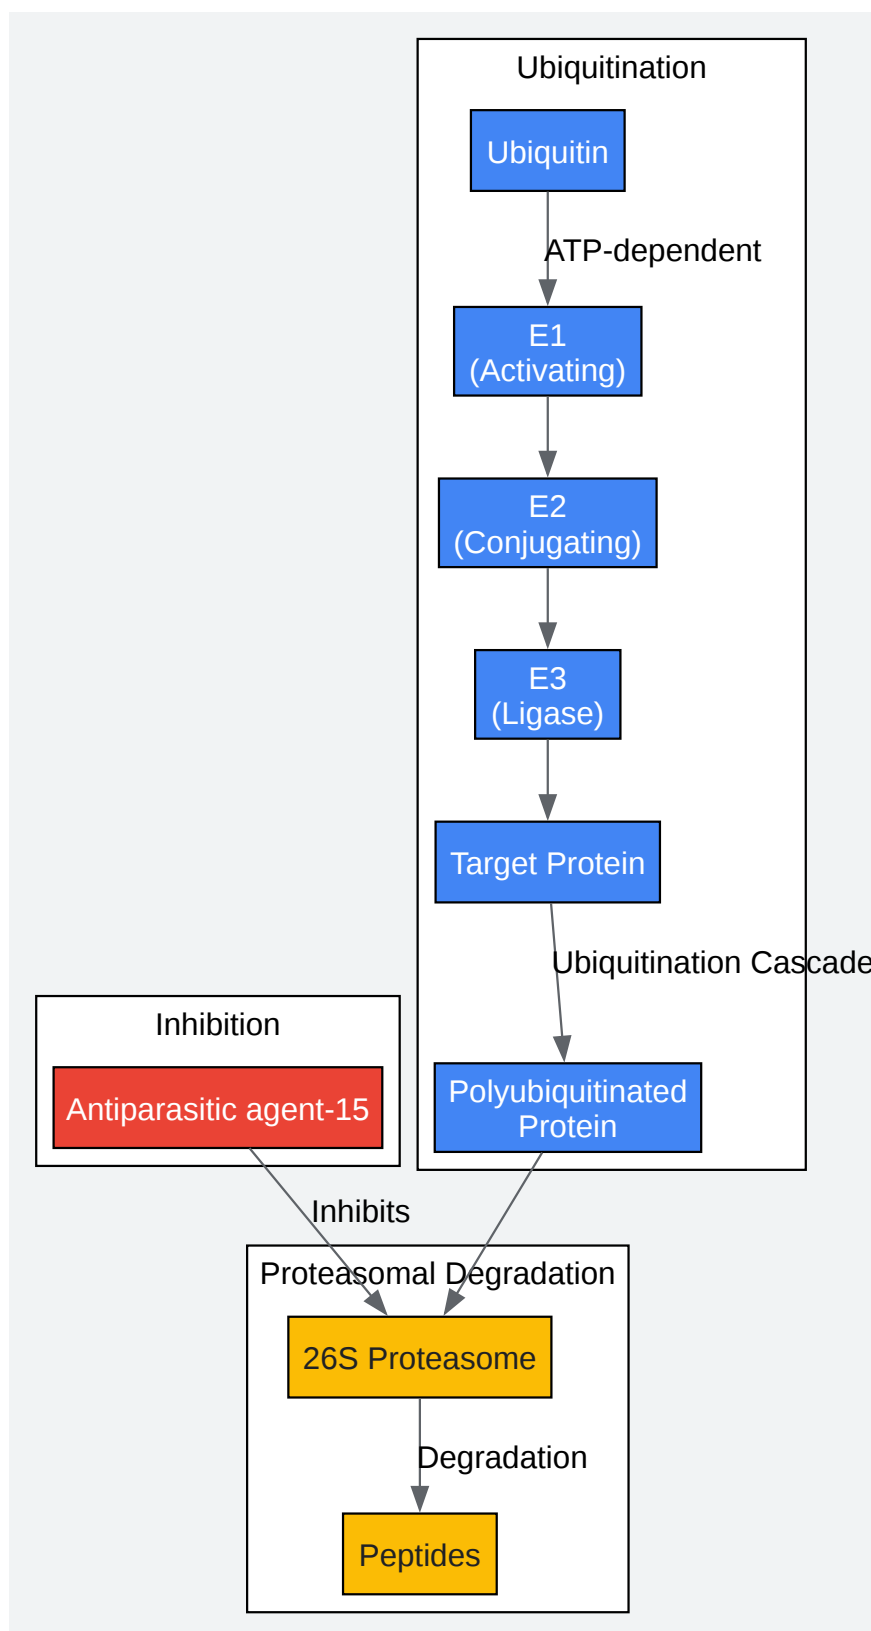 Ubiquitination
Ubiquitin
ATP-dependent
E1
(Activating)
E2
(Conjugating)
E3
(Ligase)
Target Protein
Ubiquitination Cascade
Inhibition
Antiparasitic agent-15
Polyubiquitinated
Protein
Inhibits
Proteasomal Degradation
26S Proteasome
Degradation
Peptides